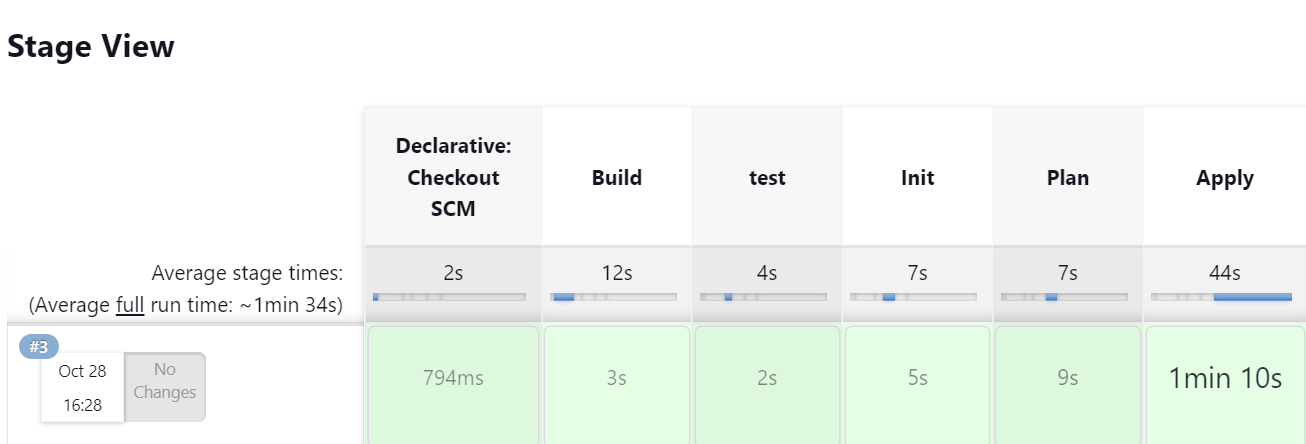 Stage View
Declarative:
Checkout
SCM
Build
test
Init
Plan
Apply
Average stage times:
(Average full run time: ~1min 34s)
2s
12s
4s
7s
7s
44s
#3
Oct 28
16:28
No
Changes
794ms
3s
2s
5s
9s
1min 10s